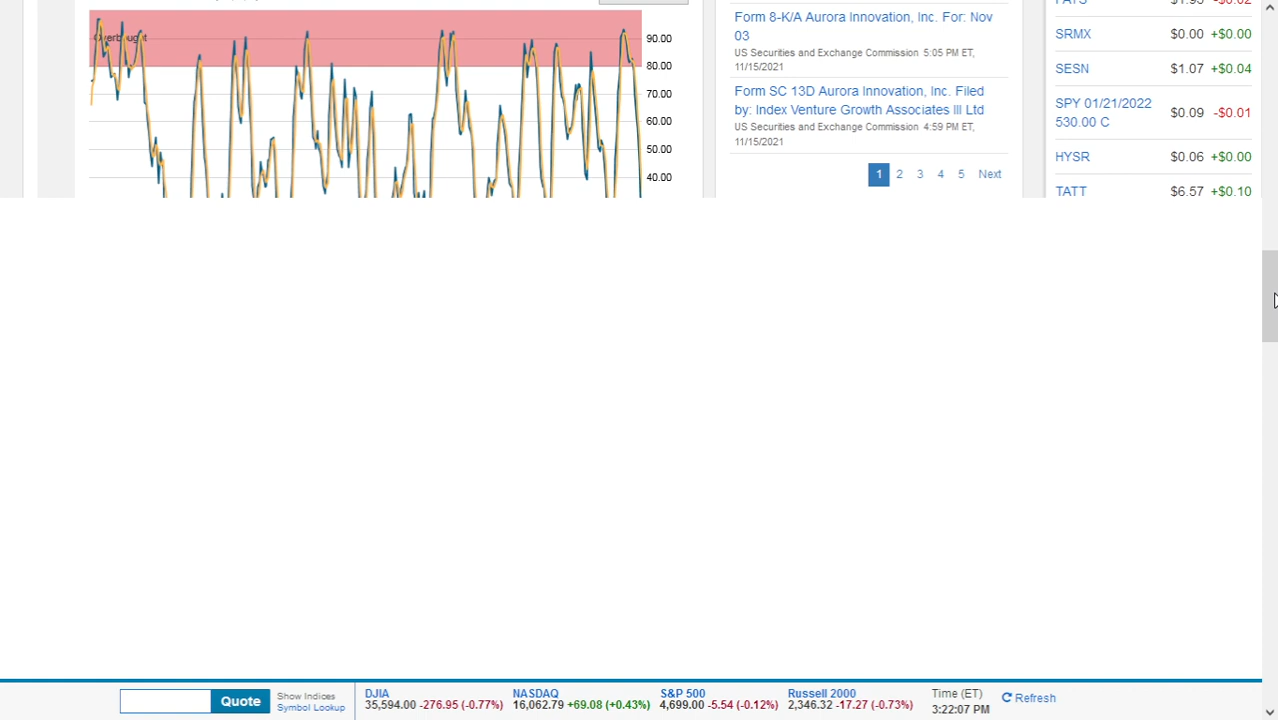 Overbought
90.00
80.00
70.00
60.00
50.00
40.00
Form 8-K/A Aurora Innovation, Inc. For: Nov
03
US Securities and Exchange Commission 5:05 PM ET,
11/15/2021
Form SC 13D Aurora Innovation, Inc. Filed
by: Index Venture Growth Associates III Ltd
US Securities and Exchange Commission 4:59 PM ET,
11/15/2021
1 2 3 4 5 Next
SRMX $0.00 +$0.00
SESN $1.07 +$0.04
SPY 01/21/2022
530.00 C $0.09 -$0.01
HYSR $0.06 +$0.00
TATT $6.57 +$0.10
Quote
Show Indices
Symbol Lookup
DJIA
35,594.00 -276.95 (-0.77%)
NASDAQ
16,062.79 +69.08 (+0.43%)
S&P 500
4,699.00 -5.54 (-0.12%)
Russell 2000
2,346.32 -17.27 (-0.73%)
Time (ET)
3:22:07 PM
Refresh